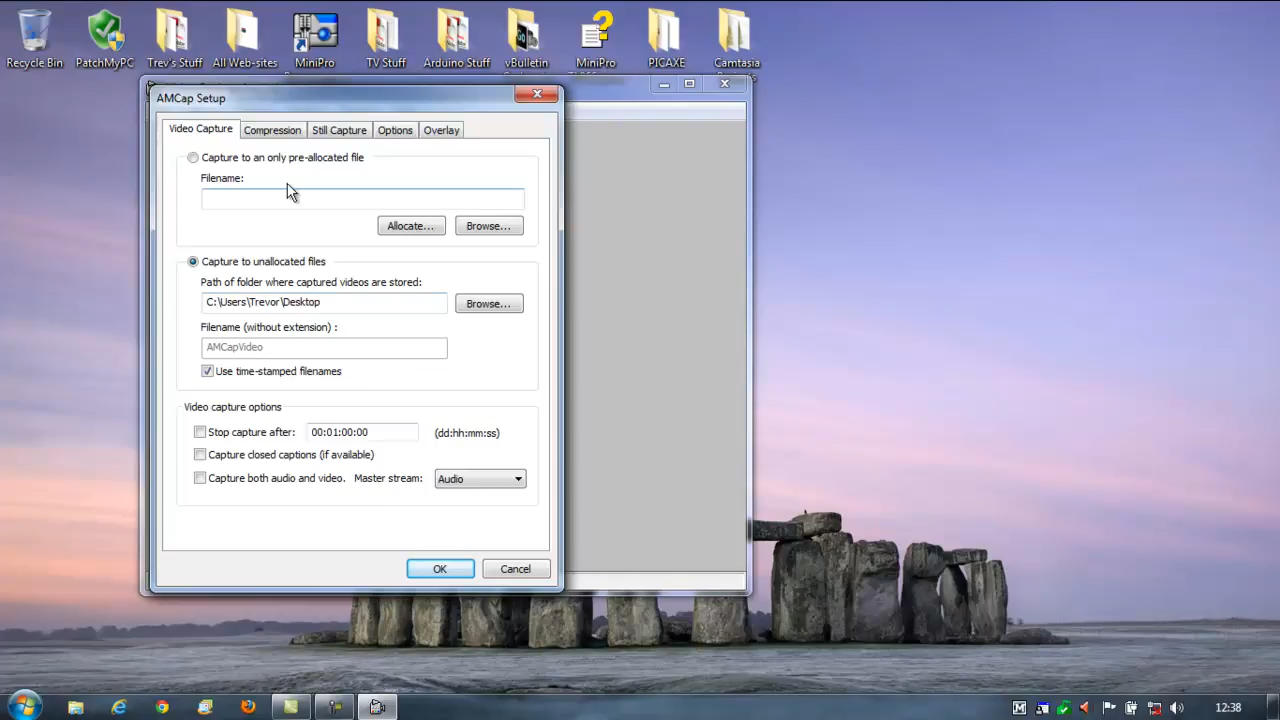 Recycle Bin
PatchMyPC
Trev's Stuff
All Web-sites
MiniPro
TV Stuff
Arduino Stuff
vBulletin
MiniPro
PICAXE
Camtasia
AMCap Setup
Video Capture
Compression
Still Capture
Options
Overlay
Capture to an only pre-allocated file
Filename:
Allocate...
Browse...
Capture to unallocated files
Path of folder where captured videos are stored:
C:\Users\Trevor\Desktop
Browse...
Filename (without extension) :
AMCapVideo
Use time-stamped filenames
Video capture options
Stop capture after:
00:01:00:00
(dd:hh:mm:ss)
Capture closed captions (if available)
Capture both audio and video.
Master stream:
Audio
OK
Cancel
12:38